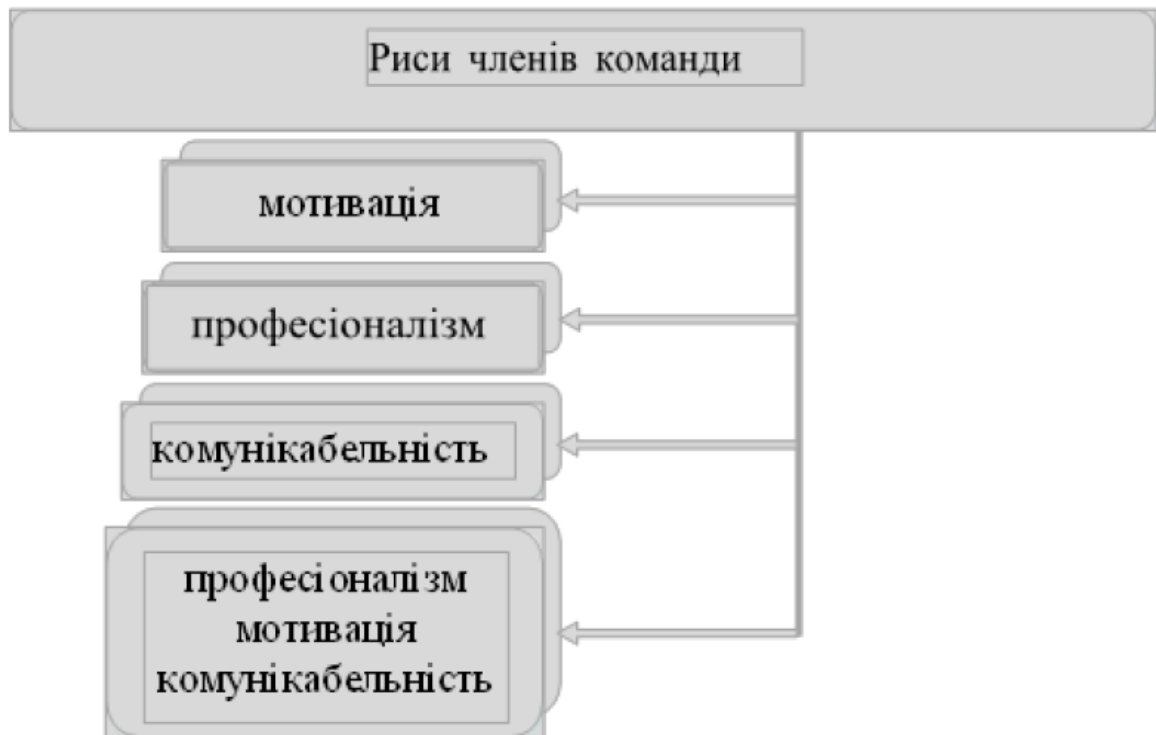 Риси членів команди
мотивація
професіоналізм
комунікабельність
професіоналізм
мотивація
комунікабельність